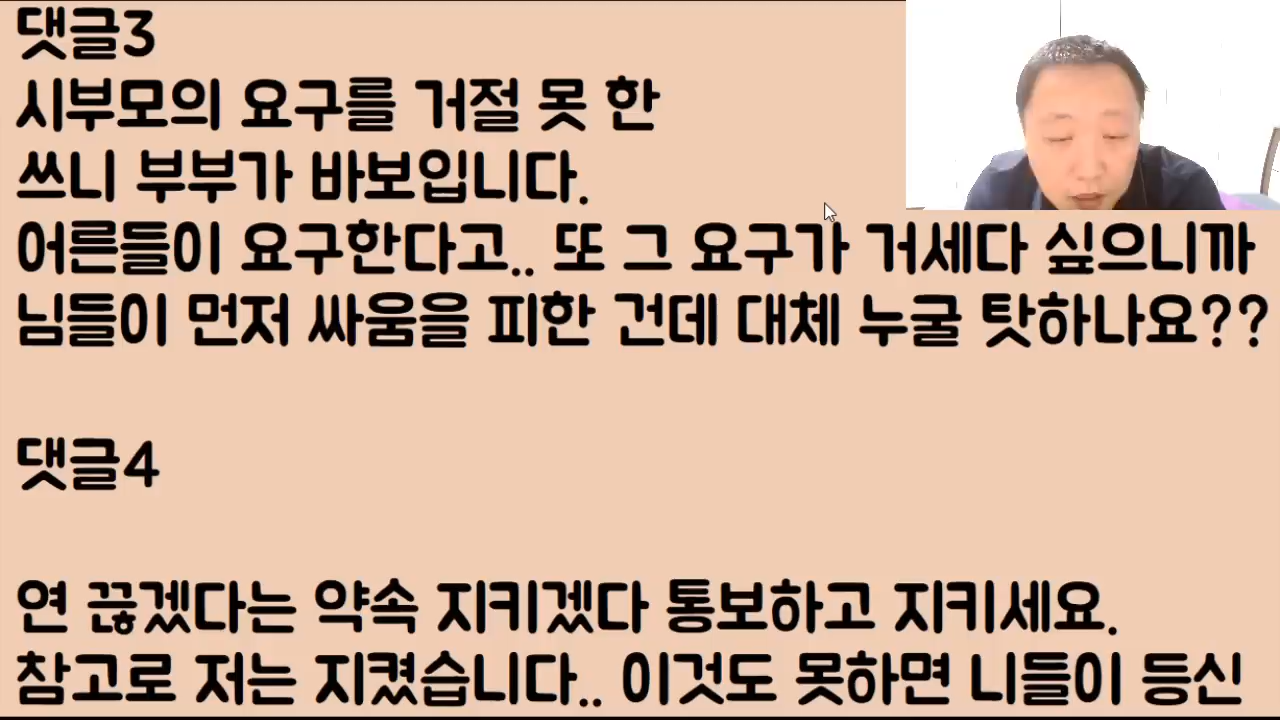 댓글3
시부모의 요구를 거절 못 한
쓰니 부부가 바보입니다.
어른들이 요구한다고.. 또 그 요구가 거세다 싶으니까
님들이 먼저 싸움을 피한 건데 대체 누굴 탓하나요??
댓글4
연 끊겠다는 약속 지키겠다 통보하고 지키세요.
참고로 저는 지켰습니다.. 이것도 못하면 니들이 등신